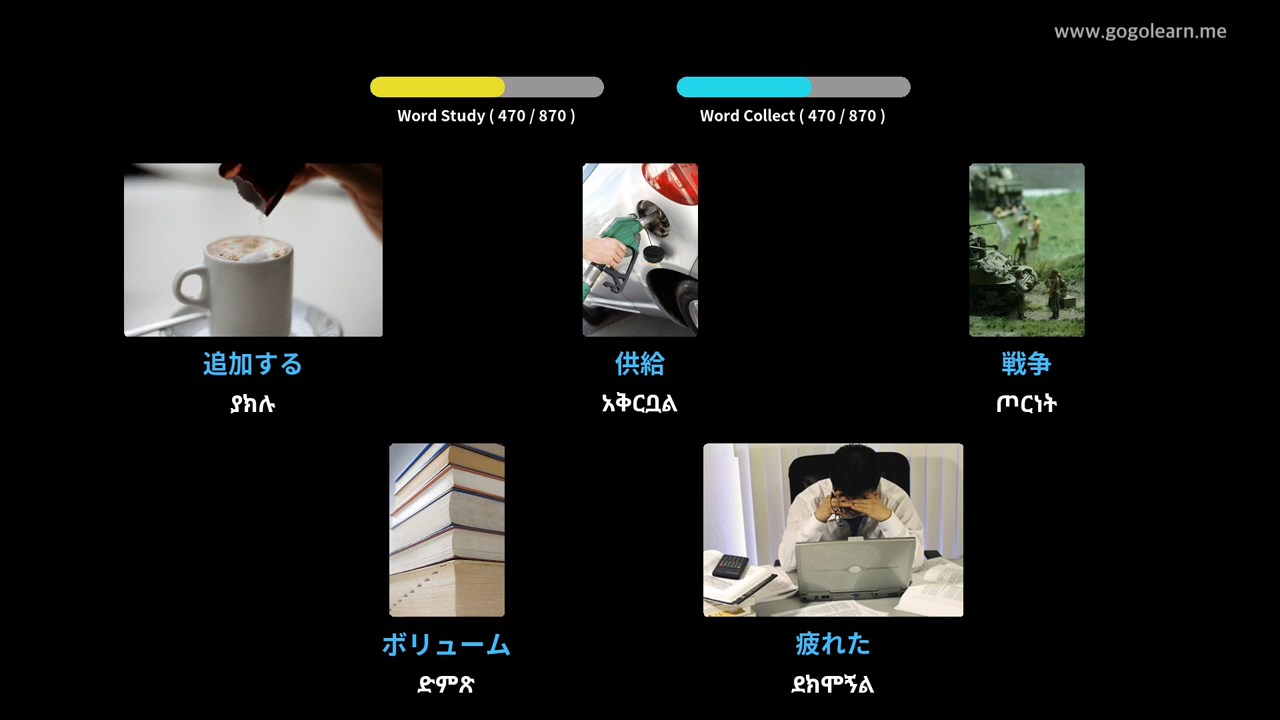 www.gogolearn.me
Word Study ( 470 / 870 )
Word Collect ( 470 / 870 )
追加する
ያክሉ
供給
አቅርቧል
戦争
ጦርነት
ボリューム
ድምጽ
疲れた
ደክሞኝል